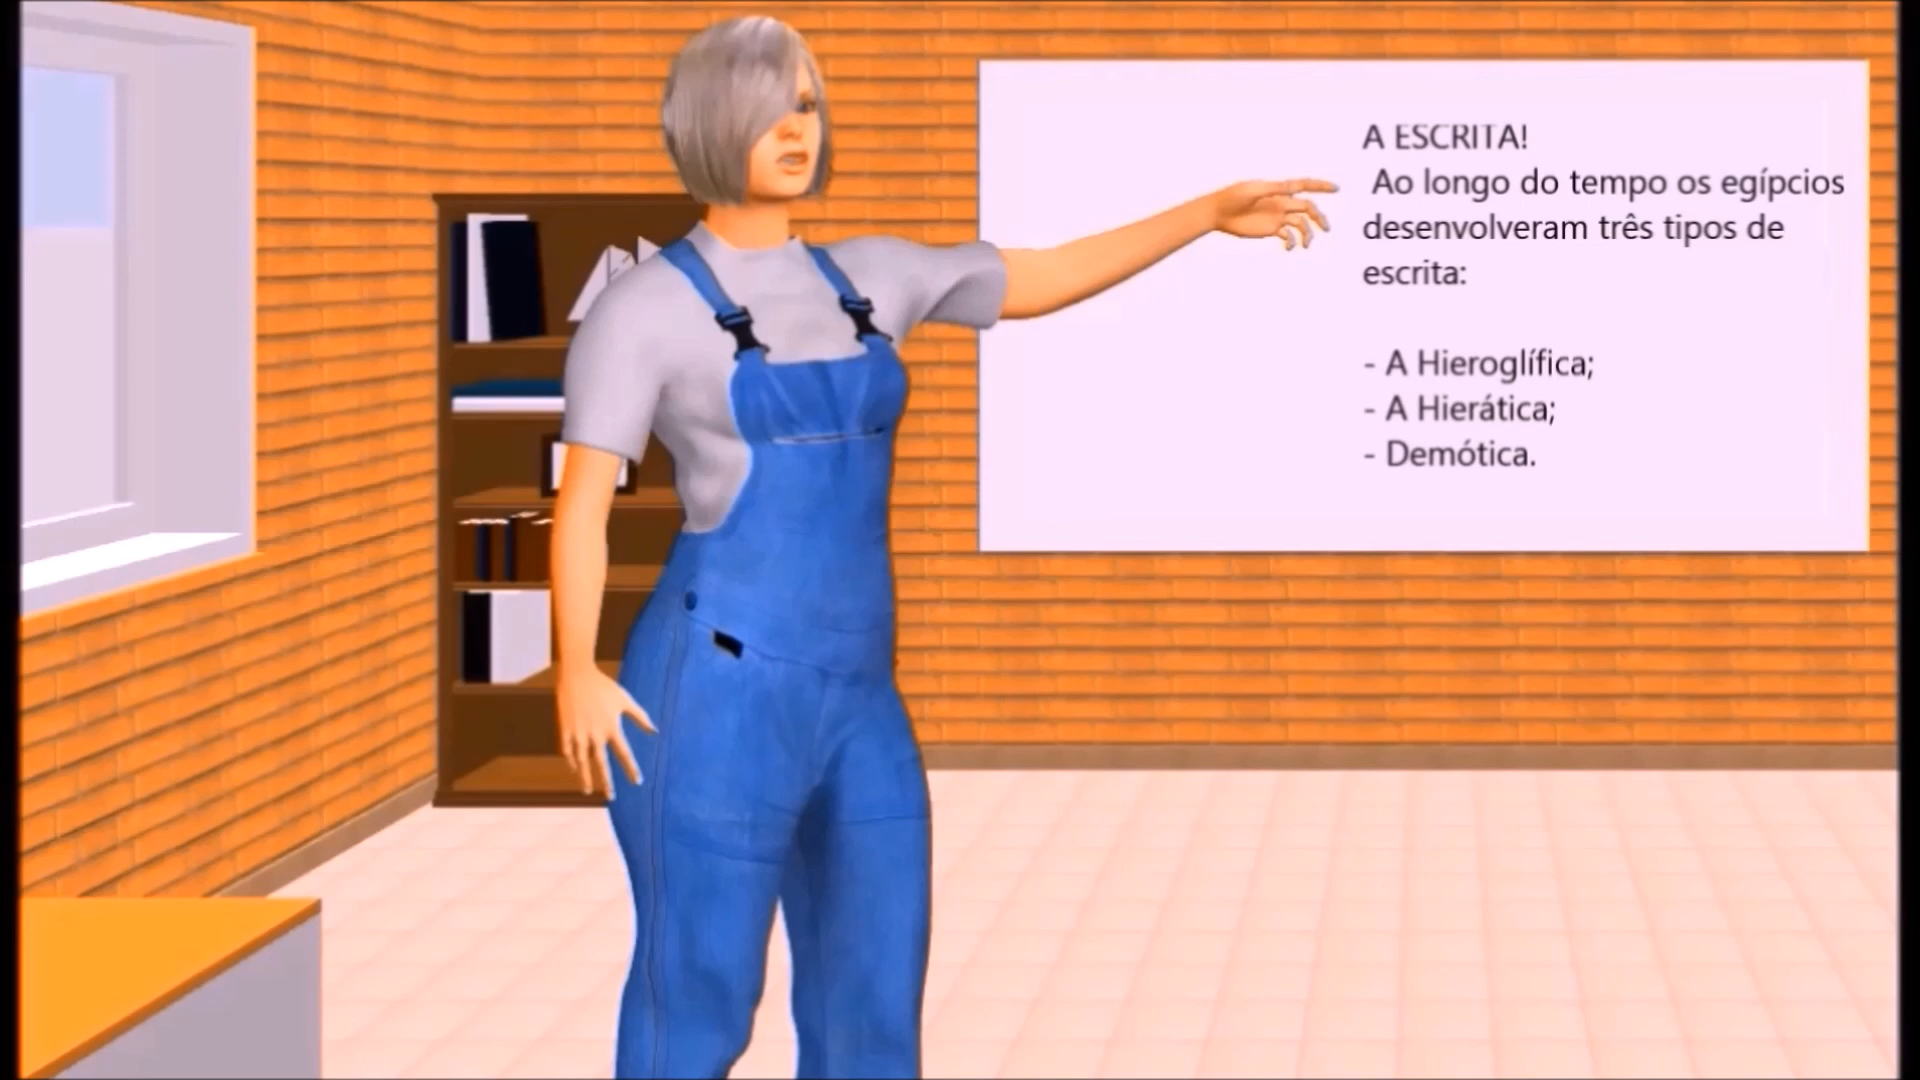 A ESCRITA!
Ao longo do tempo os egípcios
desenvolveram três tipos de
escrita:
- A Hieroglífica;
- A Hierática;
- Demótica.